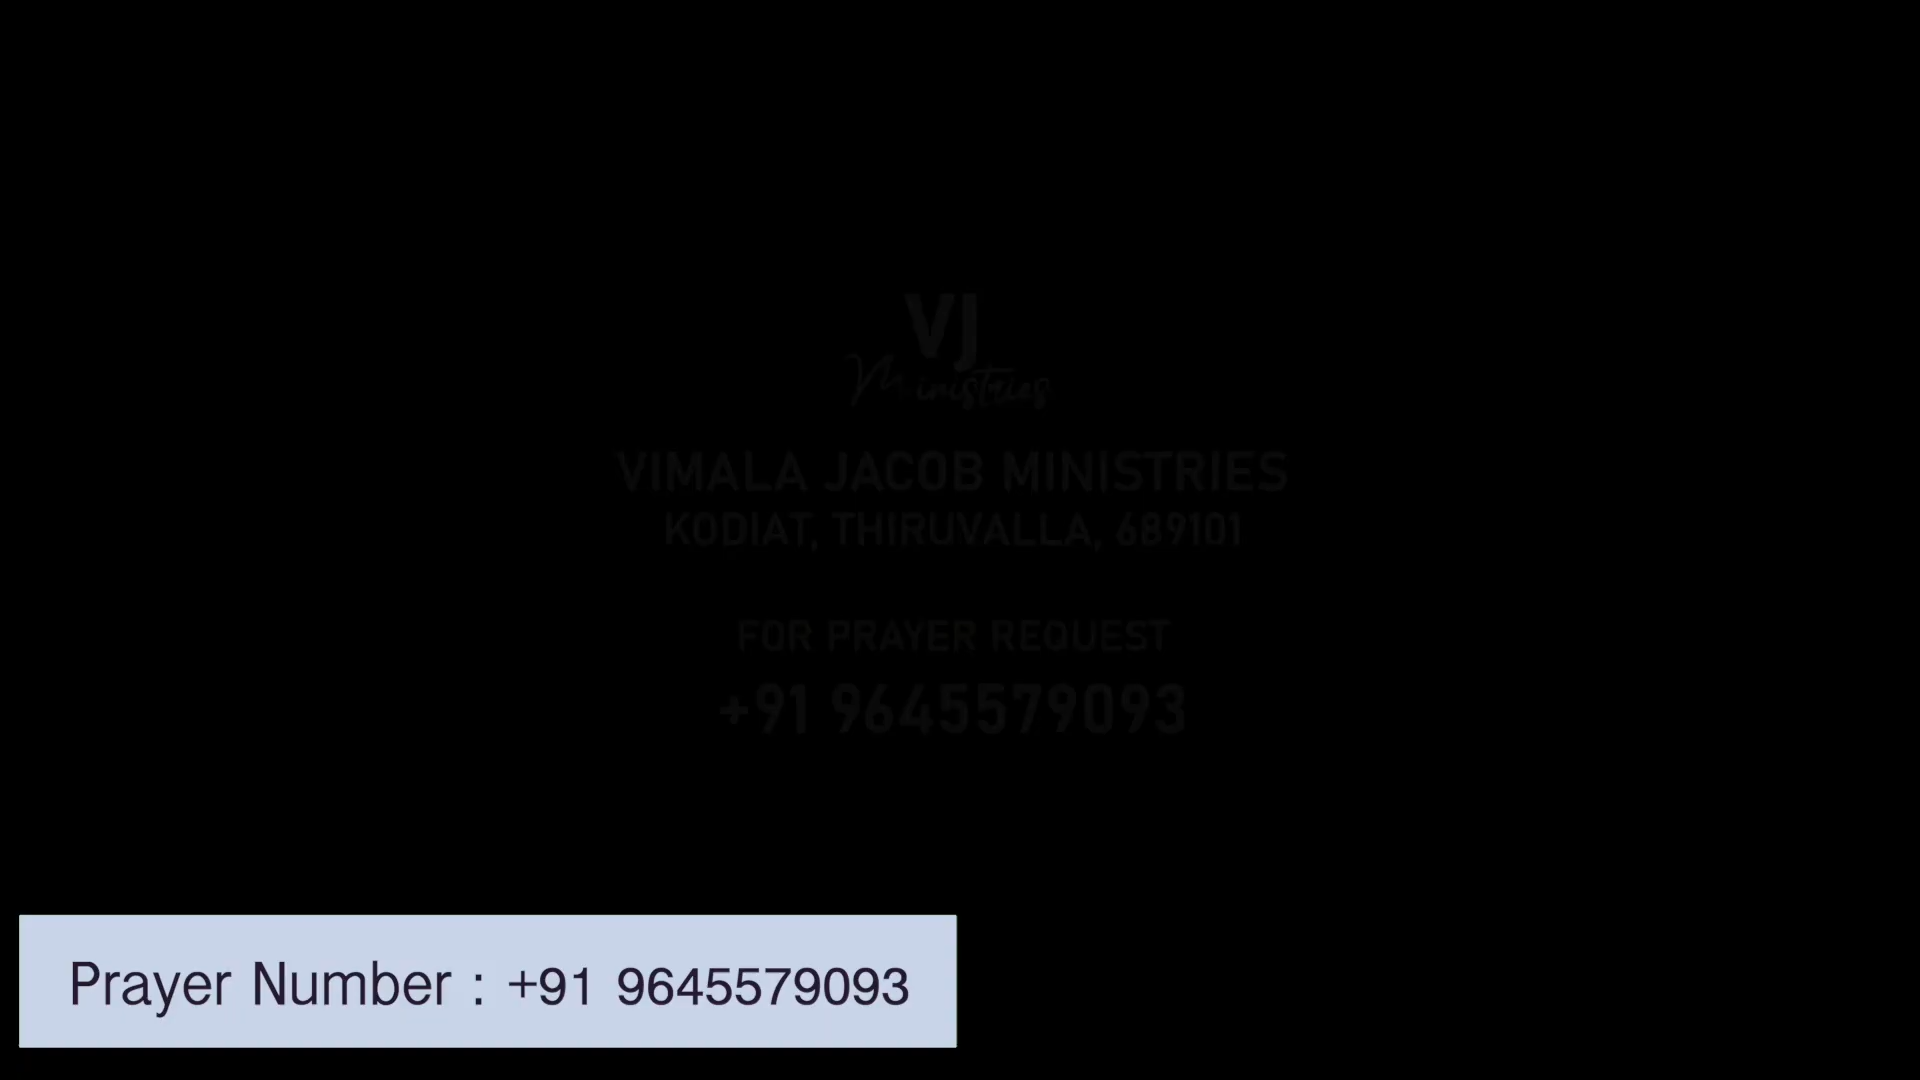 VJ
Ministries
VIMALA JACOB MINISTRIES
KODIAT, THIRUVALLA, 689101
FOR PRAYER REQUEST
+91 9645579093
Prayer Number : +91 9645579093